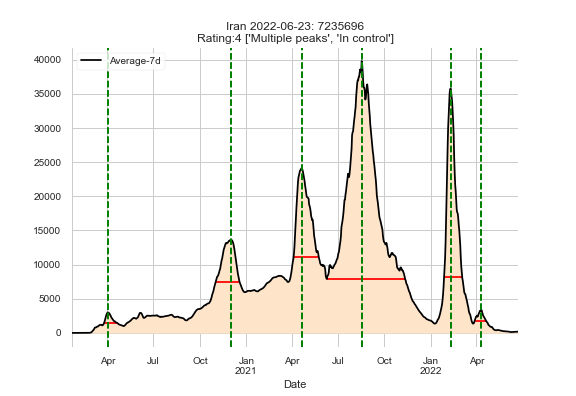 Iran 2022-06-23: 7235696
Rating:4 ['Multiple peaks', 'In control']
Average-7d
40000
35000
30000
25000
20000
15000
10000
5000
0
Apr Jul Oct Jan Apr Jul Oct Jan Apr
2021 2022
Date